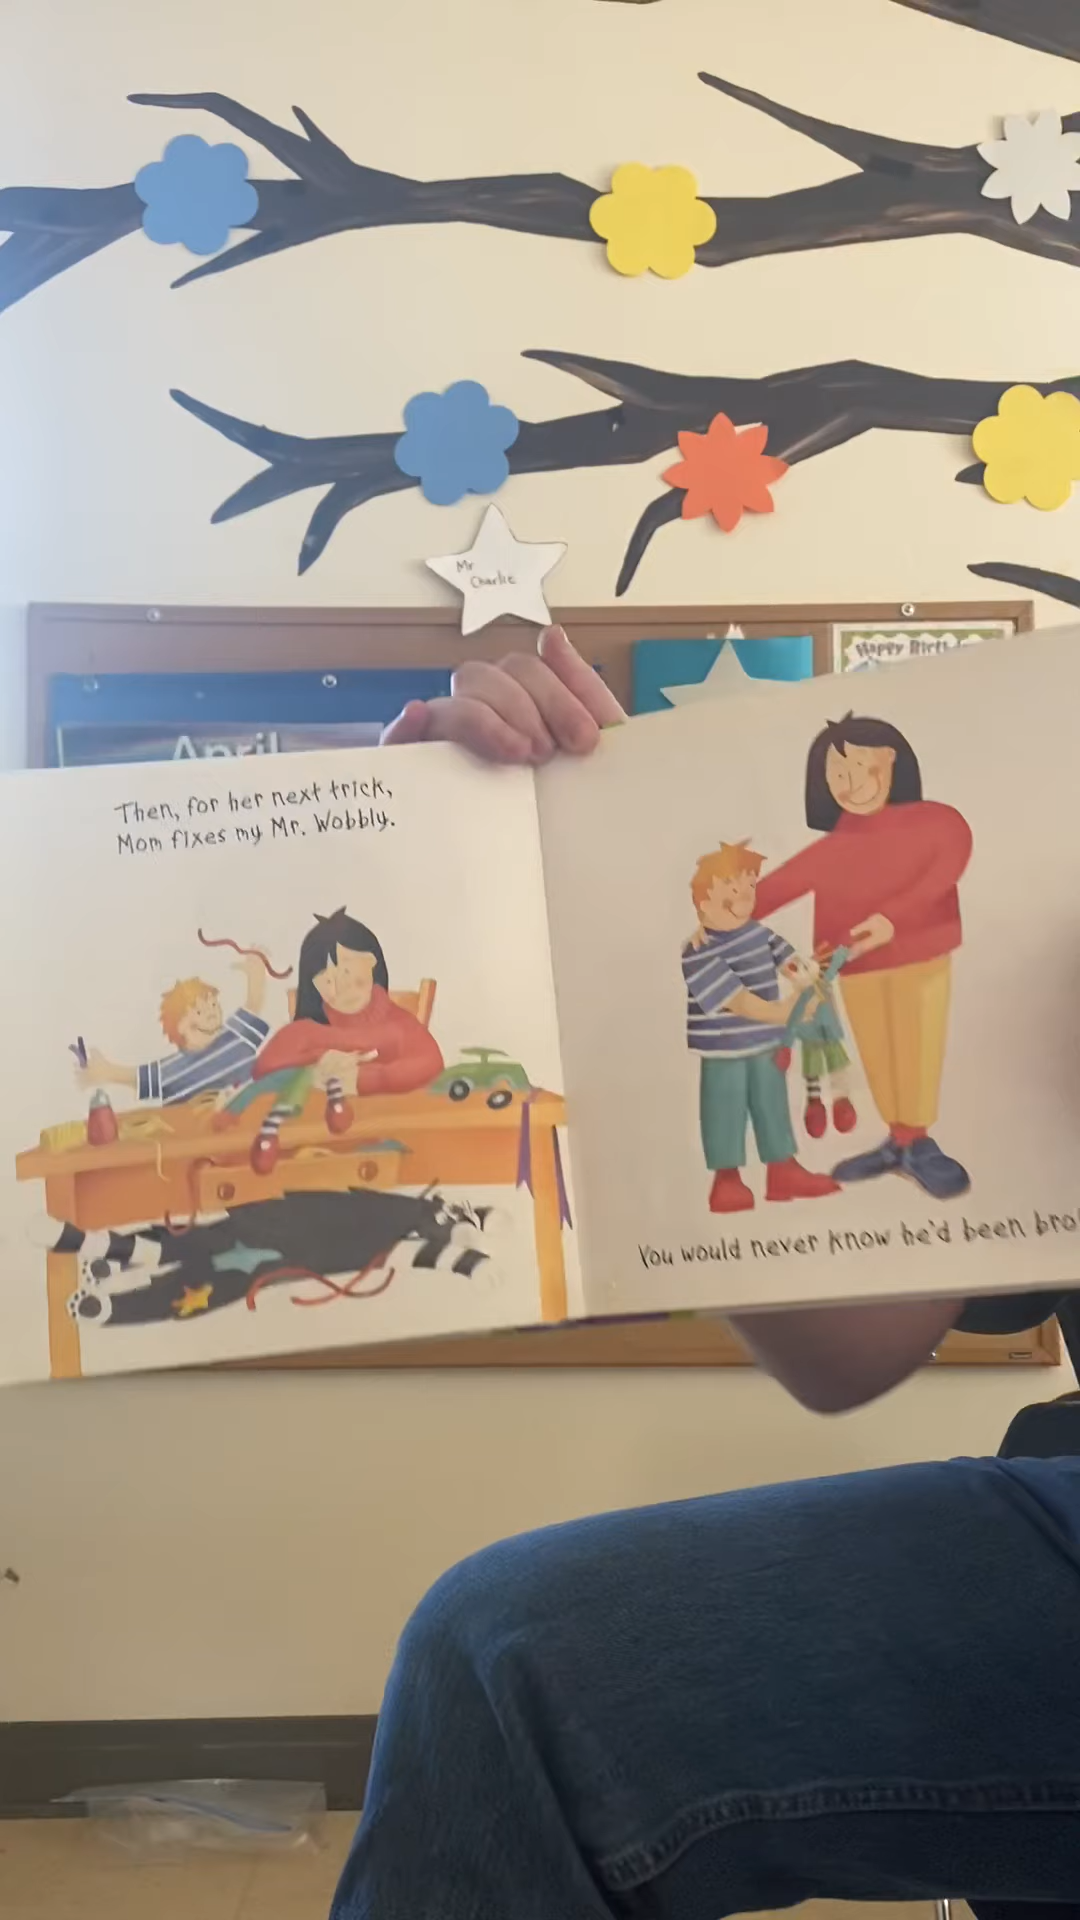 Mr
Charlie
Happy
April
Then, for her next trick,
Mom fixes my Mr. Wobbly.
You would never know he'd been